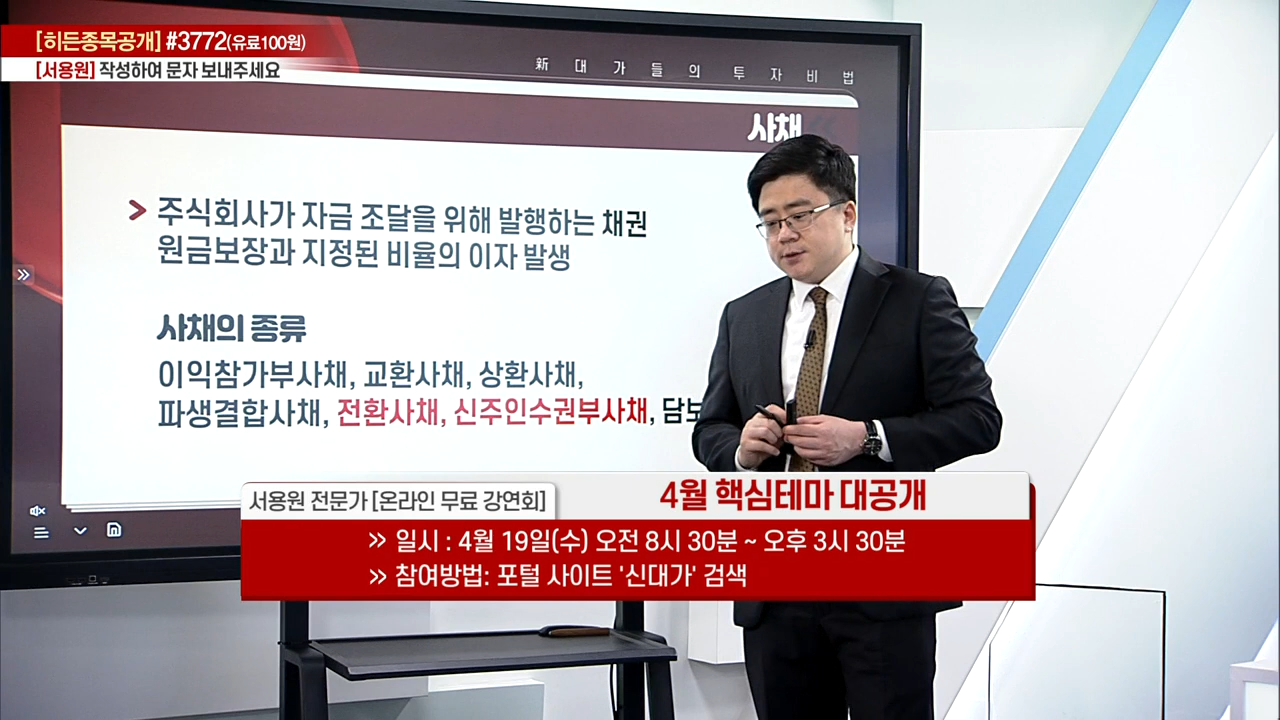 [히든종목공개] #3772(유료100원)
[서용원] 작성하여 문자 보내주세요
新 대 가 들 의 투 자 비 법
사채
주식회사가 자금 조달을 위해 발행하는 채권
원금보장과 지정된 비율의 이자 발생
사채의 종류
이익참가부사채, 교환사채, 상환사채,
파생결합사채, 전환사채, 신주인수권부사채, 담보
서용원 전문가 [온라인 무료 강연회]
4월 핵심테마 대공개
» 일시 : 4월 19일(수) 오전 8시 30분 ~ 오후 3시 30분
» 참여방법: 포털 사이트 '신대가' 검색